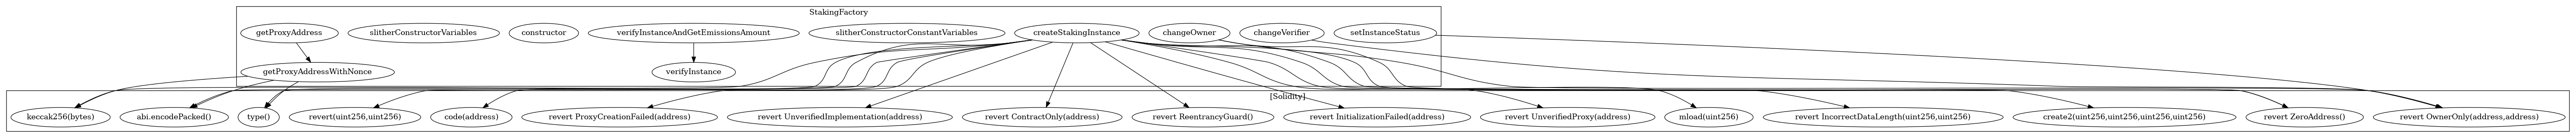 StakingFactory
getProxyAddress
slitherConstructorVariables
constructor
verifyInstanceAndGetEmissionsAmount
slitherConstructorConstantVariables
createStakingInstance
changeOwner
changeVerifier
setInstanceStatus
getProxyAddressWithNonce
verifyInstance
[Solidity]
keccak256(bytes)
abi.encodePacked()
type()
revert(uint256,uint256)
code(address)
revert ProxyCreationFailed(address)
revert UnverifiedImplementation(address)
revert ContractOnly(address)
revert ReentrancyGuard()
revert InitializationFailed(address)
revert UnverifiedProxy(address)
mload(uint256)
revert IncorrectDataLength(uint256,uint256)
create2(uint256,uint256,uint256,uint256)
revert ZeroAddress()
revert OwnerOnly(address,address)